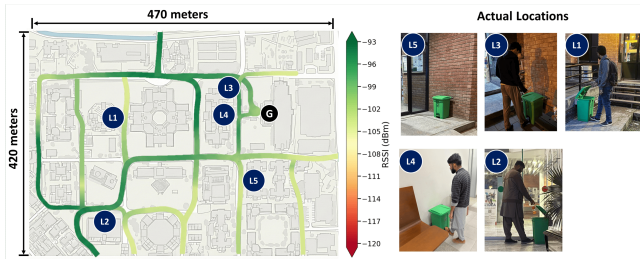 470 meters
420 meters
L1
L2
L3
L4
L5
G
−93
−96
−99
−102
−105
−108
−111
−114
−117
−120
RSSI (dBm)
Actual Locations
L5
L3
L1
L4
L2